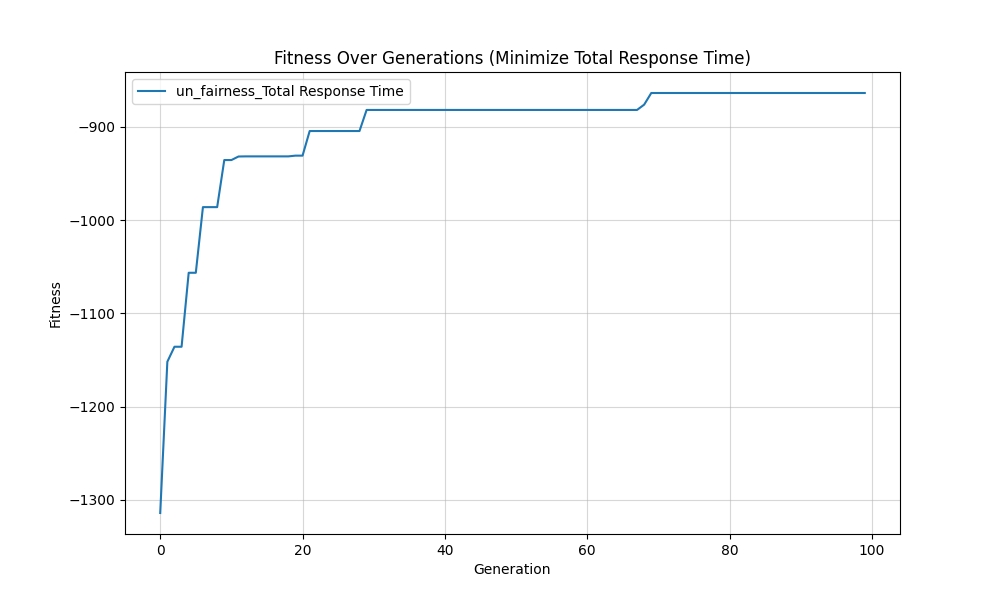 Fitness Over Generations (Minimize Total Response Time)
un_fairness_Total Response Time
Fitness
−900
−1000
−1100
−1200
−1300
0 20 40 60 80 100
Generation